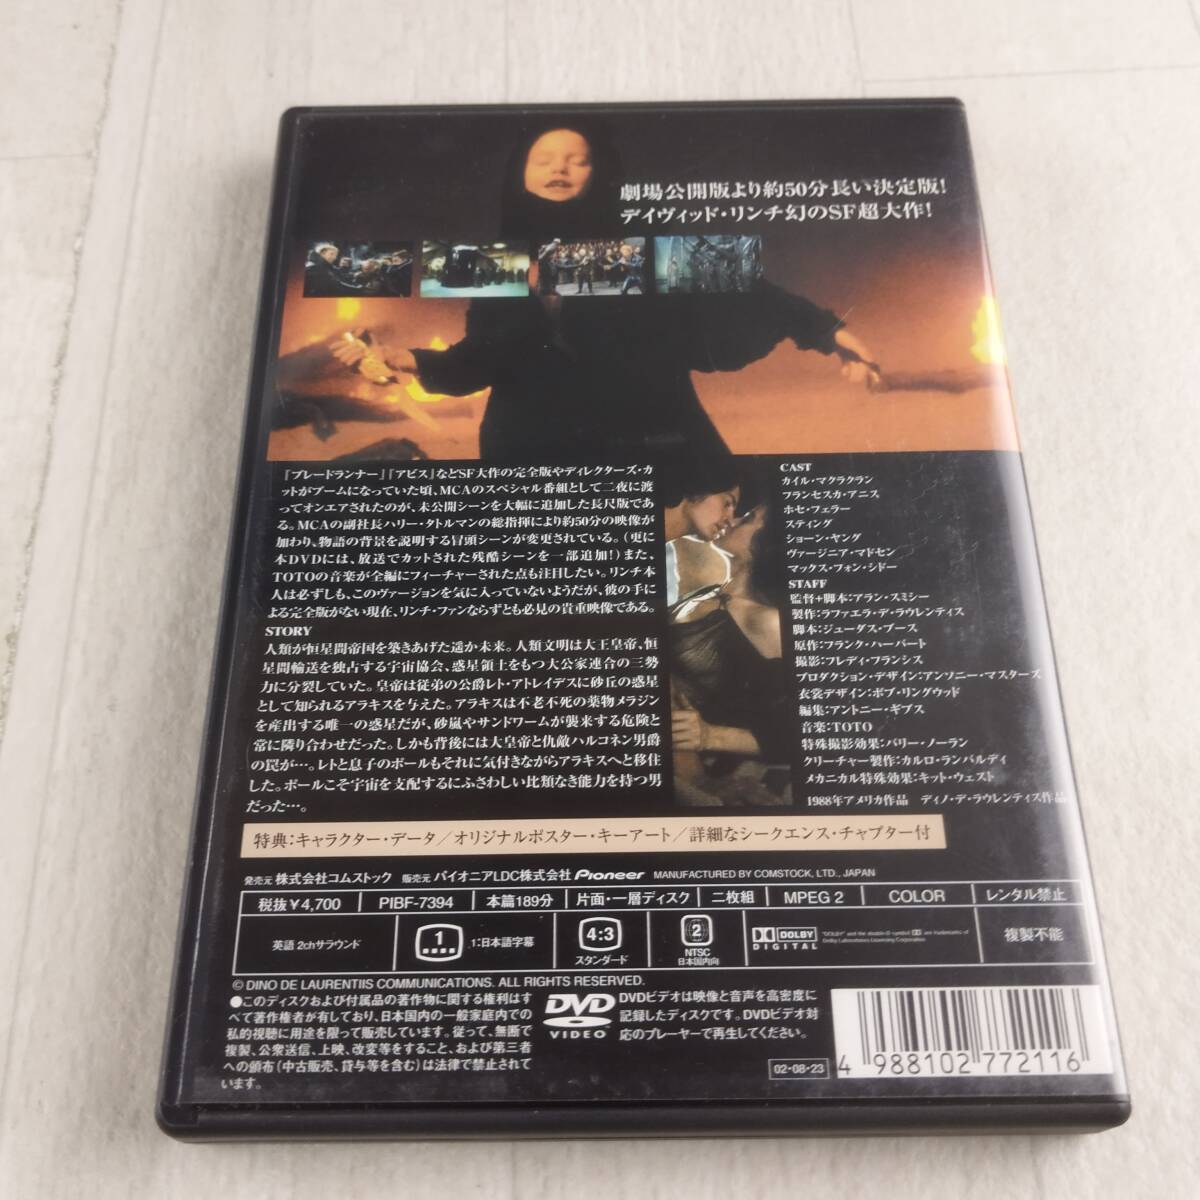 劇場公開版より約50分長い決定版!
デイヴィッド・リンチ幻のSF超大作!
『ブレードランナー』『アビス』などSF大作の完全版やディレクターズ・カ
ットがブームになっていた頃、MCAのスペシャル番組として二夜に渡
ってオンエアされたのが、未公開シーンを大幅に追加した長尺版であ
る。MCAの副社長ハリー・タトルマンの総指揮により約50分の映像が
加わり、物語の背景を説明する冒頭シーンが変更されている。(更に
本DVDには、放送でカットされた残酷シーンを一部追加!)また、
TOTOの音楽が全編にフィーチャーされた点も注目したい。リンチ本
人は必ずしも、このヴァージョンを気に入っていないようだが、彼の手に
よる完全版がない現在、リンチ・ファンならずとも必見の貴重映像である。
STORY
人類が恒星間帝国を築きあげた遥か未来。人類文明は大王皇帝、恒
星間輸送を独占する宇宙協会、惑星領土をもつ大公家連合の三勢
力に分裂していた。皇帝は従弟の公爵レト・アトレイデスに砂丘の惑星
として知られるアラキスを与えた。アラキスは不老不死の薬物メラジン
を産出する唯一の惑星だが、砂嵐やサンドワームが襲来する危険と
常に隣り合わせだった。しかも背後には大皇帝と仇敵ハルコネン男爵
の罠が…。レトと息子のポールもそれに気付きながらアラキスへと移住
した。ポールこそ宇宙を支配するにふさわしい比類なき能力を持つ男
だった…。
CAST
カイル・マクラクラン
フランセスカ・アニス
ホセ・フェラー
スティング
ショーン・ヤング
ヴァージニア・マドセン
マックス・フォン・シドー
STAFF
監督+脚本:アラン・スミシー
製作:ラファエラ・デ・ラウレンティス
脚本:ジューダス・ブース
原作:フランク・ハーバート
撮影:フレディ・フランシス
プロダクション・デザイン:アンソニー・マスターズ
衣裳デザイン:ボブ・リングウッド
編集:アントニー・ギブス
音楽:TOTO
特殊撮影効果:バリー・ノーラン
クリーチャー製作:カルロ・ランバルディ
メカニカル特殊効果:キット・ウェスト
1988年アメリカ作品 ディノ・デ・ラウレンティス作品
特典:キャラクター・データ/オリジナルポスター・キーアート/詳細なシークエンス・チャプター付
発売元 株式会社コムストック 販売元 パイオニアLDC株式会社 Pioneer MANUFACTURED BY COMSTOCK, LTD., JAPAN
税抜¥4,700 PIBF-7394 本篇189分 片面・一層ディスク 二枚組 MPEG 2 COLOR レンタル禁止
英語 2chサラウンド 1 1:日本語字幕 4:3 スタンダード 2 NTSC 日本国内向 DOLBY DIGITAL "DOLBY" and the double-D symbol are trademarks of Dolby Laboratories Licensing Corporation 複製不能
© DINO DE LAURENTIIS COMMUNICATIONS. ALL RIGHTS RESERVED.
●このディスクおよび付属品の著作物に関する権利はす
べて著作権者が有しており、日本国内の一般家庭内での
私的視聴に用途を限って販売しています。従って、無断で
複製、公衆送信、上映、改変等をすること、および第三者
への頒布(中古販売、貸与等を含む)は法律で禁止されて
います。
DVD VIDEO
DVDビデオは映像と音声を高密度に
記録したディスクです。DVDビデオ対
応のプレーヤーで再生してください。
02・08・23
4 988102 772116